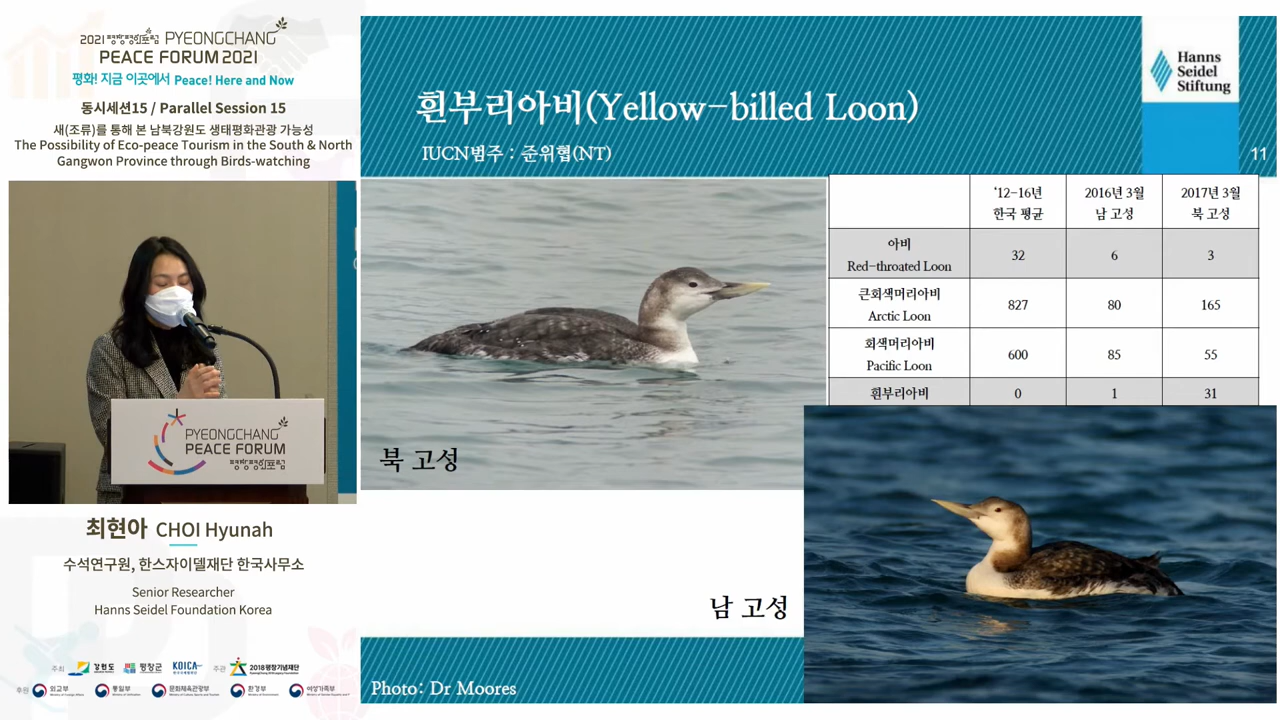 2021 평창평화포럼 PYEONGCHANG
PEACE FORUM 2021
평화! 지금 이곳에서 Peace! Here and Now
동시세션15 / Parallel Session 15
새(조류)를 통해 본 남북강원도 생태평화관광 가능성
The Possibility of Eco-peace Tourism in the South & North
Gangwon Province through Birds-watching
PYEONGCHANG
PEACE FORUM
평창평화포럼
최현아 CHOI Hyunah
수석연구원, 한스자이델재단 한국사무소
Senior Researcher
Hanns Seidel Foundation Korea
주최 강원도 평창군 KOICA 주관 2018평창기념재단
후원 외교부 통일부 문화체육관광부 환경부 여성가족부
흰부리아비(Yellow-billed Loon)
IUCN범주 : 준위협(NT)
Hanns
Seidel
Stiftung
11
'12-16년 한국 평균 2016년 3월 남 고성 2017년 3월 북 고성
아비 Red-throated Loon 32 6 3
큰회색머리아비 Arctic Loon 827 80 165
회색머리아비 Pacific Loon 600 85 55
흰부리아비 0 1 31
북 고성
남 고성
Photo: Dr Moores